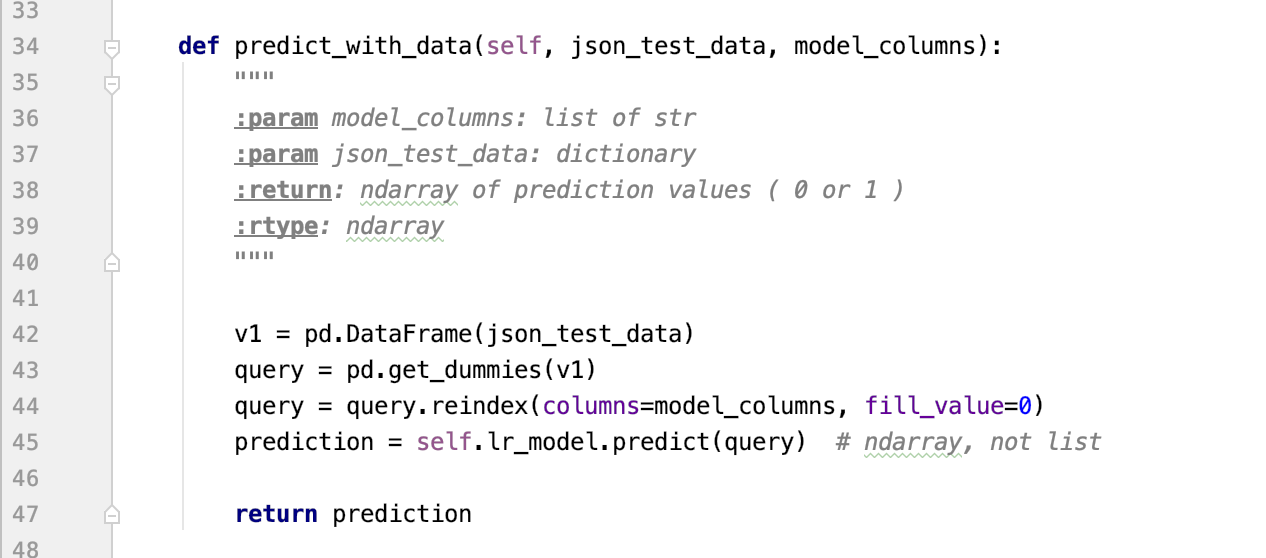 33
34 def predict_with_data(self, json_test_data, model_columns):
35 """
36 :param model_columns: list of str
37 :param json_test_data: dictionary
38 :return: ndarray of prediction values ( 0 or 1 )
39 :rtype: ndarray
40 """
41
42 v1 = pd.DataFrame(json_test_data)
43 query = pd.get_dummies(v1)
44 query = query.reindex(columns=model_columns, fill_value=0)
45 prediction = self.lr_model.predict(query)  # ndarray, not list
46
47 return prediction
48